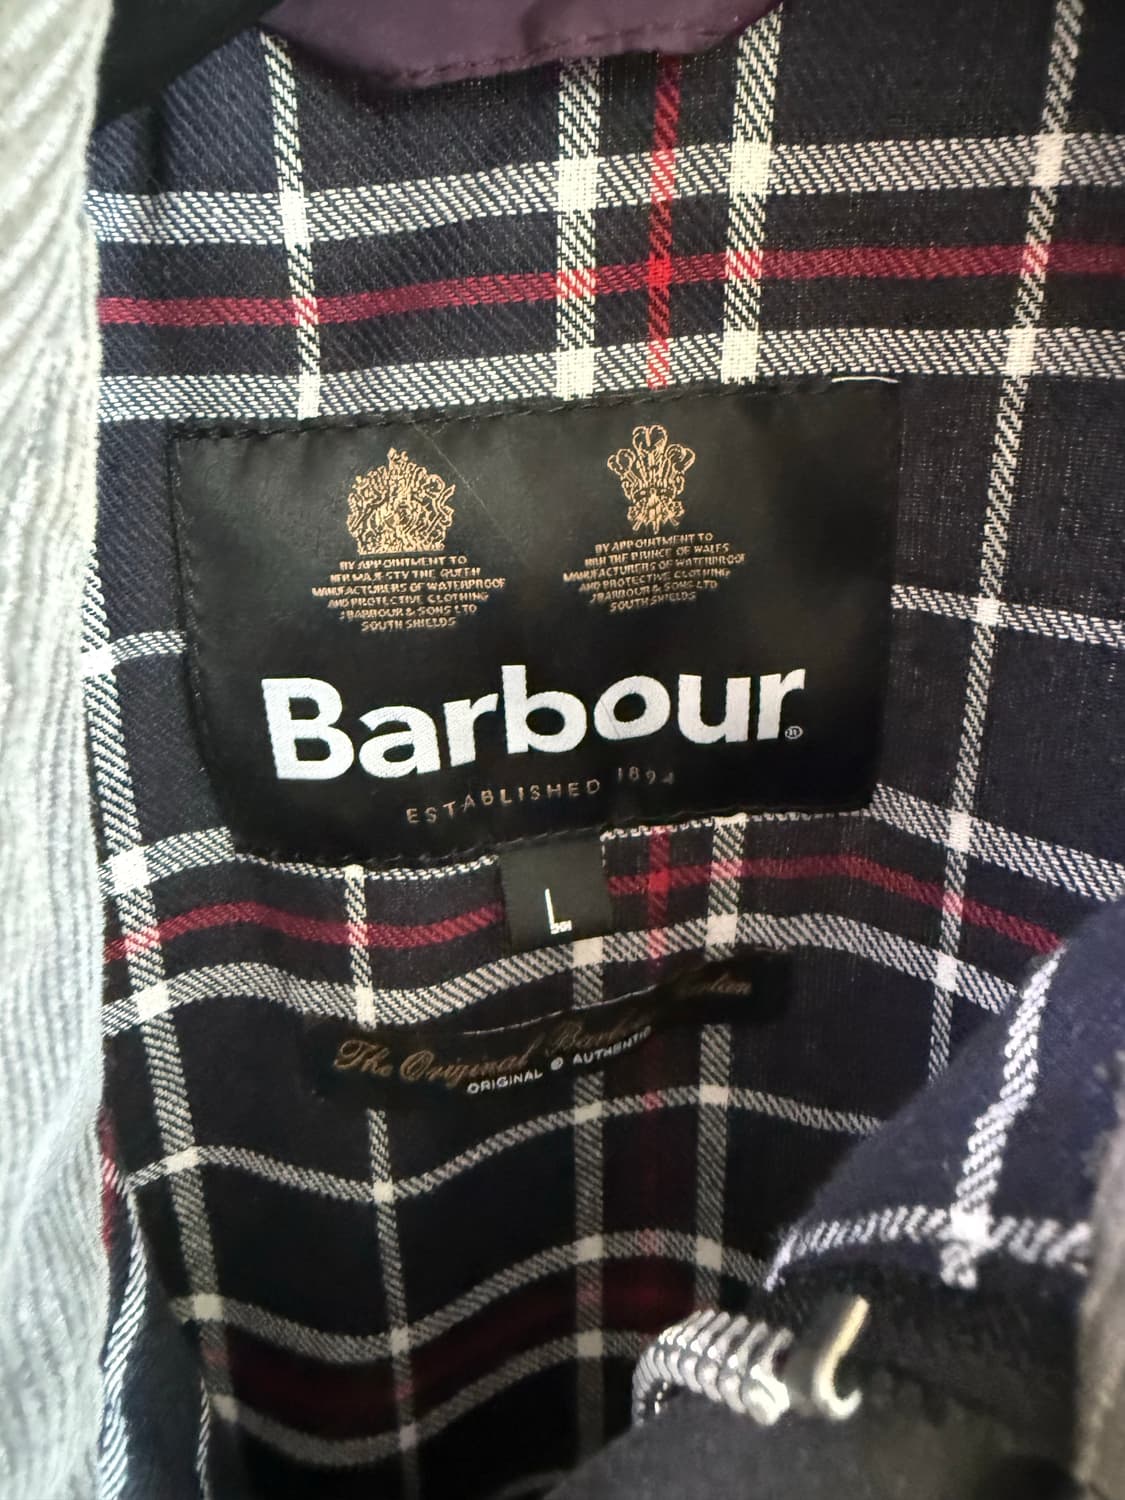 BY APPOINTMENT TO
HER MAJESTY THE QUEEN
MANUFACTURERS OF WATERPROOF
AND PROTECTIVE CLOTHING
J BARBOUR & SONS LTD
SOUTH SHIELDS
BY APPOINTMENT TO
HRH THE PRINCE OF WALES
MANUFACTURERS OF WATERPROOF
AND PROTECTIVE CLOTHING
J BARBOUR & SONS LTD
SOUTH SHIELDS
Barbour®
ESTABLISHED 1894
L
The Original Barbour Tartan
ORIGINAL & AUTHENTIC